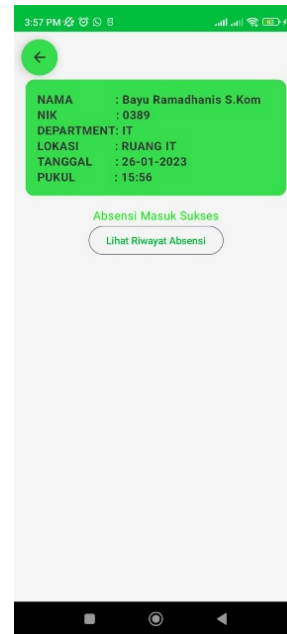 3:57 PM
NAMA : Bayu Ramadhanis S.Kom
NIK : 0389
DEPARTMENT: IT
LOKASI : RUANG IT
TANGGAL : 26-01-2023
PUKUL : 15:56
Absensi Masuk Sukses
Lihat Riwayat Absensi